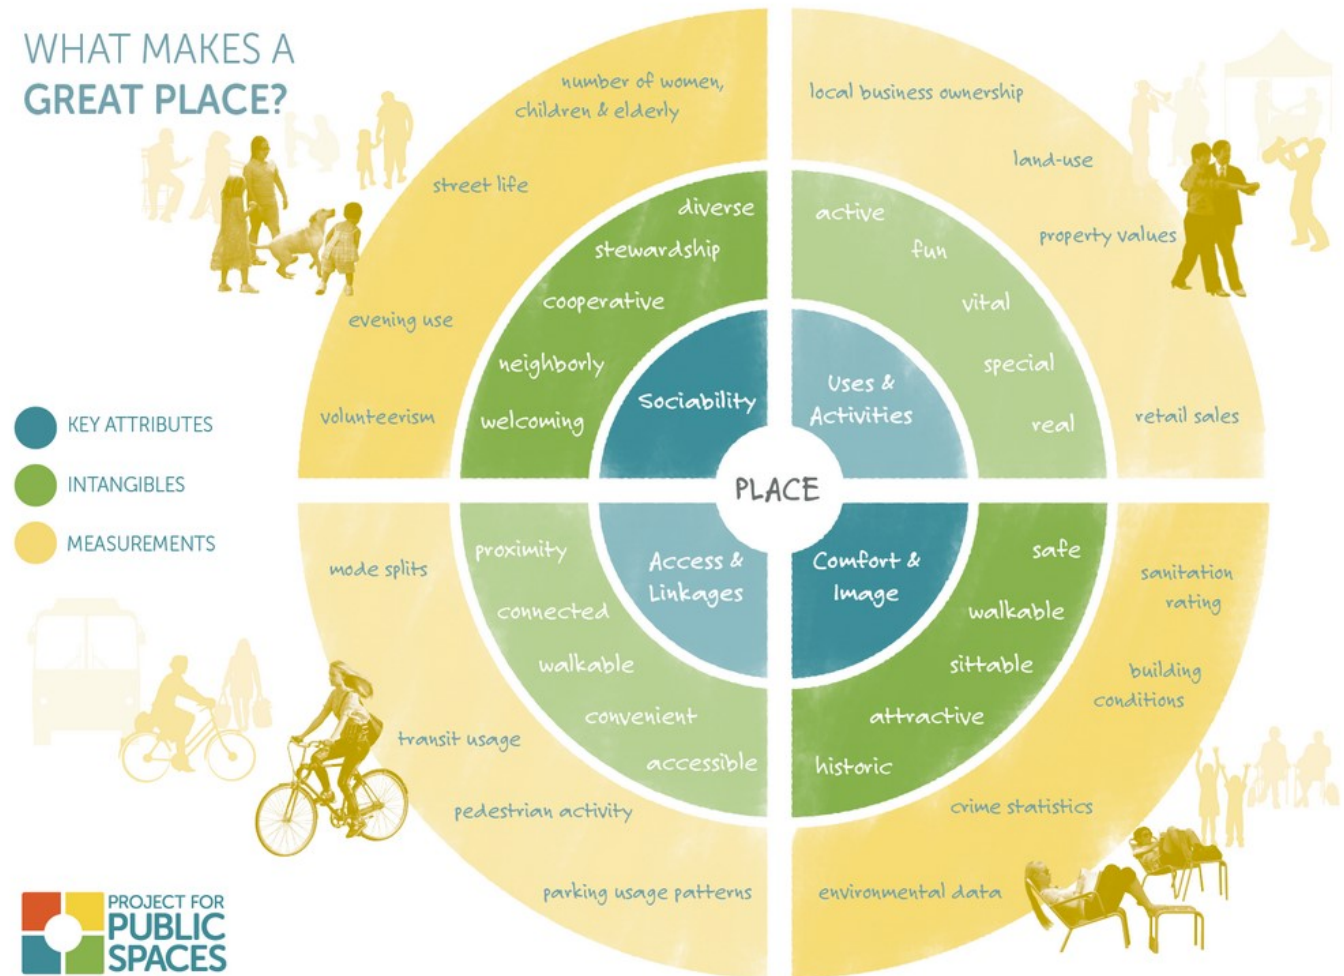 WHAT MAKES A
GREAT PLACE?
number of women,
children & elderly
street life
evening use
volunteerism
diverse
stewardship
cooperative
neighborly
welcoming
Sociability
local business ownership
land-use
property values
retail sales
active
fun
vital
special
real
Uses &
Activities
PLACE
KEY ATTRIBUTES
INTANGIBLES
MEASUREMENTS
Access &
Linkages
proximity
connected
walkable
convenient
accessible
mode splits
transit usage
pedestrian activity
parking usage patterns
Comfort &
Image
safe
walkable
sittable
attractive
historic
sanitation
rating
building
conditions
crime statistics
environmental data
PROJECT FOR
PUBLIC
SPACES